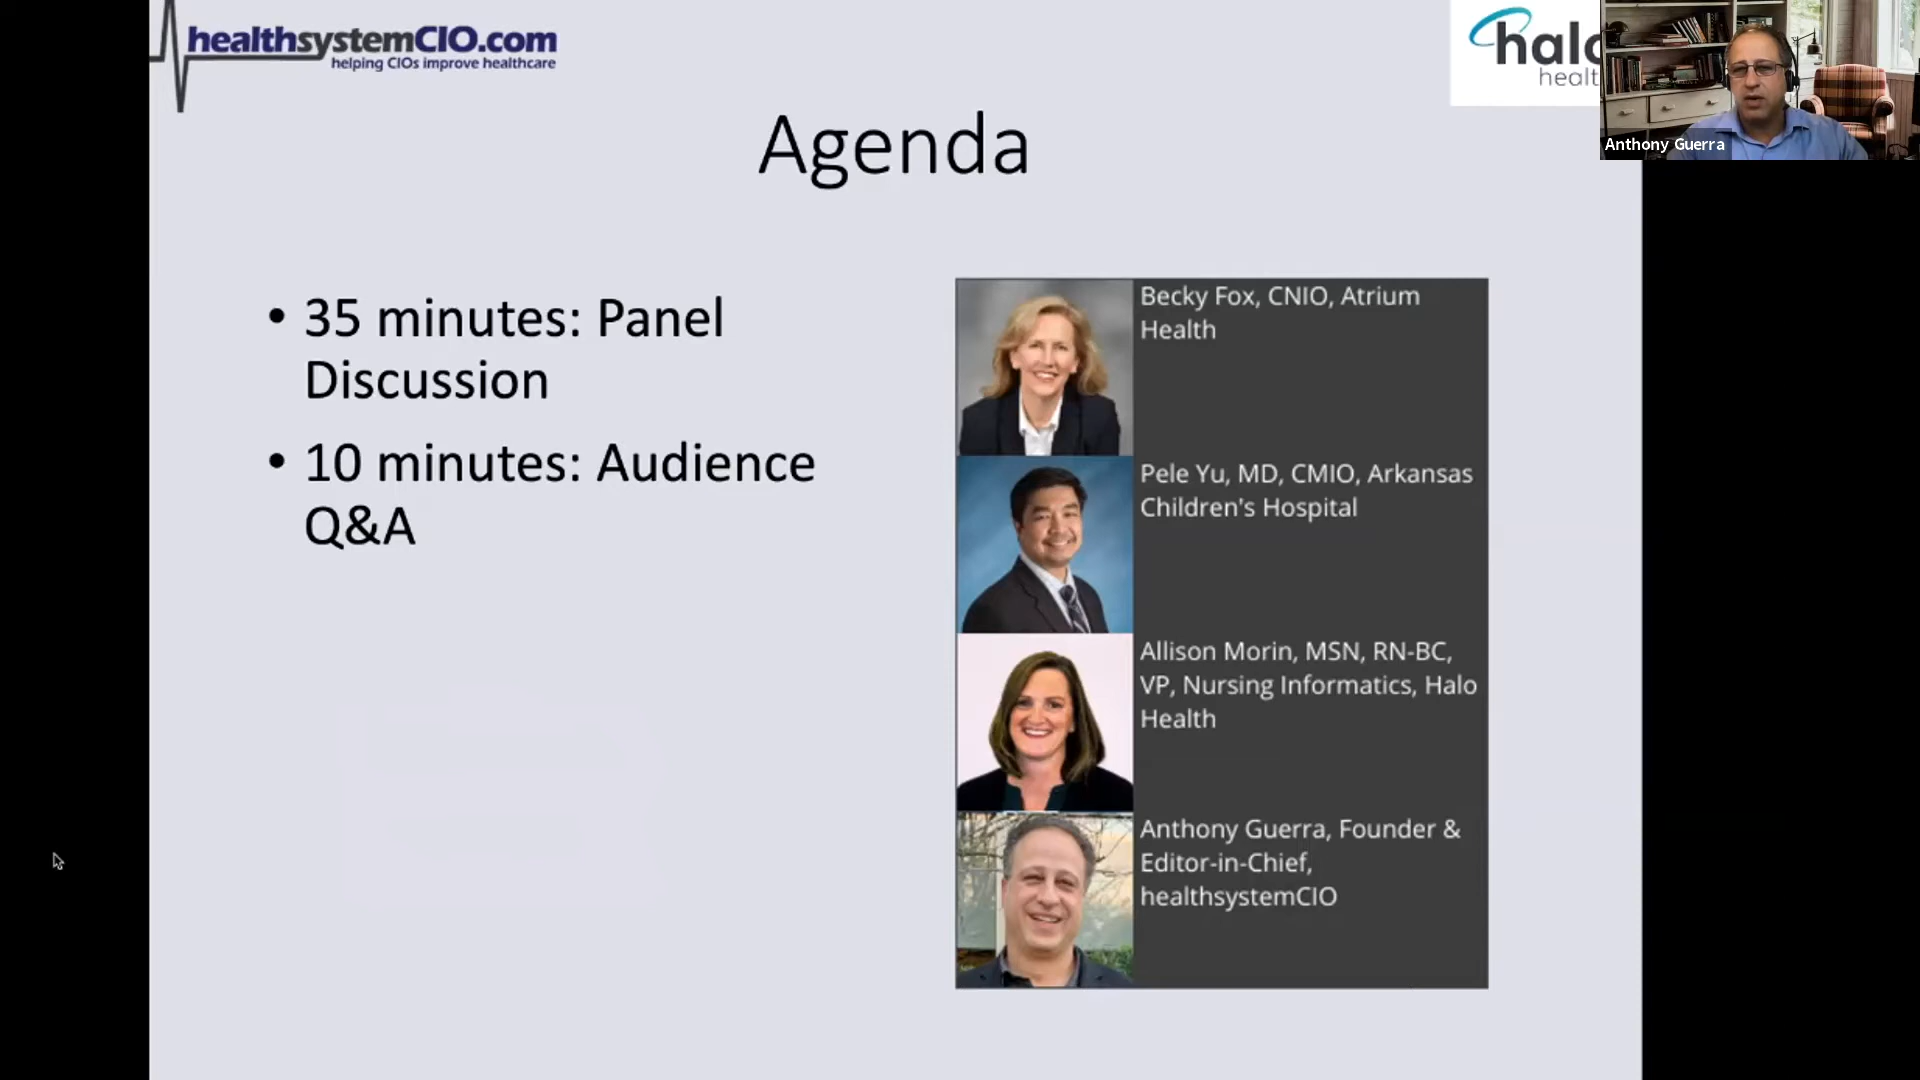 healthsystemCIO.com
helping CIOs improve healthcare
halo
health
Anthony Guerra
Agenda
• 35 minutes: Panel
Discussion
• 10 minutes: Audience
Q&A
Becky Fox, CNIO, Atrium
Health
Pele Yu, MD, CMIO, Arkansas
Children's Hospital
Allison Morin, MSN, RN-BC,
VP, Nursing Informatics, Halo
Health
Anthony Guerra, Founder &
Editor-in-Chief,
healthsystemCIO